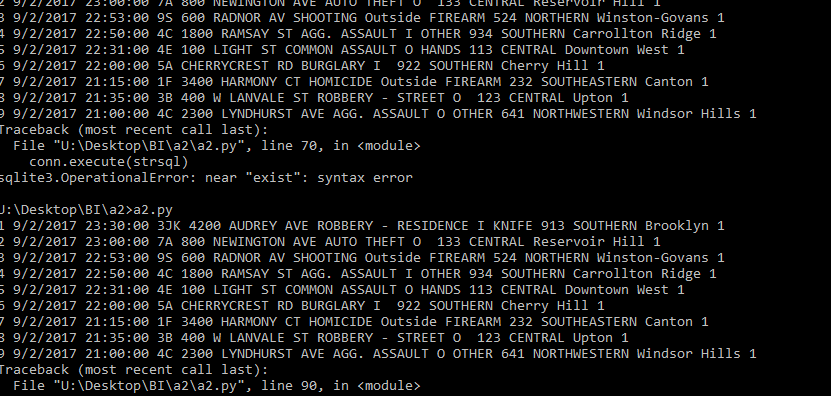 2 9/2/2017 23:00:00 7A 800 NEWINGTON AVE AUTO THEFT O  133 CENTRAL Reservoir Hill 1
3 9/2/2017 22:53:00 9S 600 RADNOR AV SHOOTING Outside FIREARM 524 NORTHERN Winston-Govans 1
4 9/2/2017 22:50:00 4C 1800 RAMSAY ST AGG. ASSAULT I OTHER 934 SOUTHERN Carrollton Ridge 1
5 9/2/2017 22:31:00 4E 100 LIGHT ST COMMON ASSAULT O HANDS 113 CENTRAL Downtown West 1
6 9/2/2017 22:00:00 5A CHERRYCREST RD BURGLARY I  922 SOUTHERN Cherry Hill 1
7 9/2/2017 21:15:00 1F 3400 HARMONY CT HOMICIDE Outside FIREARM 232 SOUTHEASTERN Canton 1
8 9/2/2017 21:35:00 3B 400 W LANVALE ST ROBBERY - STREET O  123 CENTRAL Upton 1
9 9/2/2017 21:00:00 4C 2300 LYNDHURST AVE AGG. ASSAULT O OTHER 641 NORTHWESTERN Windsor Hills 1
Traceback (most recent call last):
  File "U:\Desktop\BI\a2\a2.py", line 70, in <module>
    conn.execute(strsql)
sqlite3.OperationalError: near "exist": syntax error
U:\Desktop\BI\a2>a2.py
1 9/2/2017 23:30:00 3JK 4200 AUDREY AVE ROBBERY - RESIDENCE I KNIFE 913 SOUTHERN Brooklyn 1
2 9/2/2017 23:00:00 7A 800 NEWINGTON AVE AUTO THEFT O  133 CENTRAL Reservoir Hill 1
3 9/2/2017 22:53:00 9S 600 RADNOR AV SHOOTING Outside FIREARM 524 NORTHERN Winston-Govans 1
4 9/2/2017 22:50:00 4C 1800 RAMSAY ST AGG. ASSAULT I OTHER 934 SOUTHERN Carrollton Ridge 1
5 9/2/2017 22:31:00 4E 100 LIGHT ST COMMON ASSAULT O HANDS 113 CENTRAL Downtown West 1
6 9/2/2017 22:00:00 5A CHERRYCREST RD BURGLARY I  922 SOUTHERN Cherry Hill 1
7 9/2/2017 21:15:00 1F 3400 HARMONY CT HOMICIDE Outside FIREARM 232 SOUTHEASTERN Canton 1
8 9/2/2017 21:35:00 3B 400 W LANVALE ST ROBBERY - STREET O  123 CENTRAL Upton 1
9 9/2/2017 21:00:00 4C 2300 LYNDHURST AVE AGG. ASSAULT O OTHER 641 NORTHWESTERN Windsor Hills 1
Traceback (most recent call last):
  File "U:\Desktop\BI\a2\a2.py", line 90, in <module>